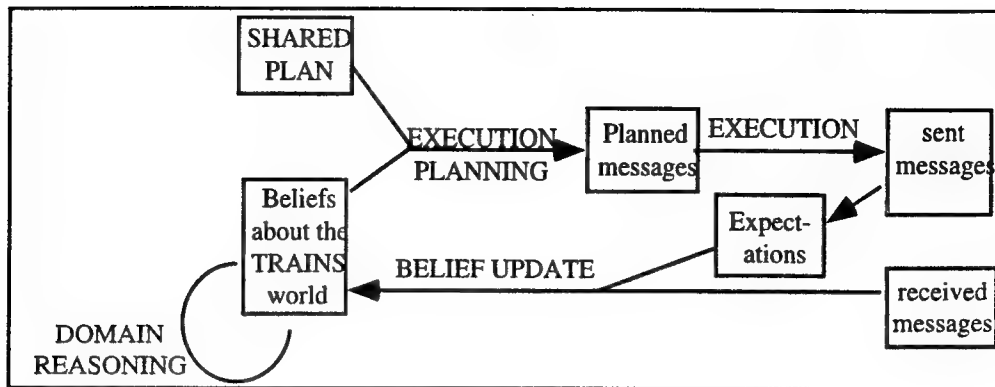 SHARED
PLAN
EXECUTION
PLANNING
Planned
messages
EXECUTION
sent
messages
Beliefs
about the
TRAINS
world
Expect-
ations
BELIEF UPDATE
received
messages
DOMAIN
REASONING